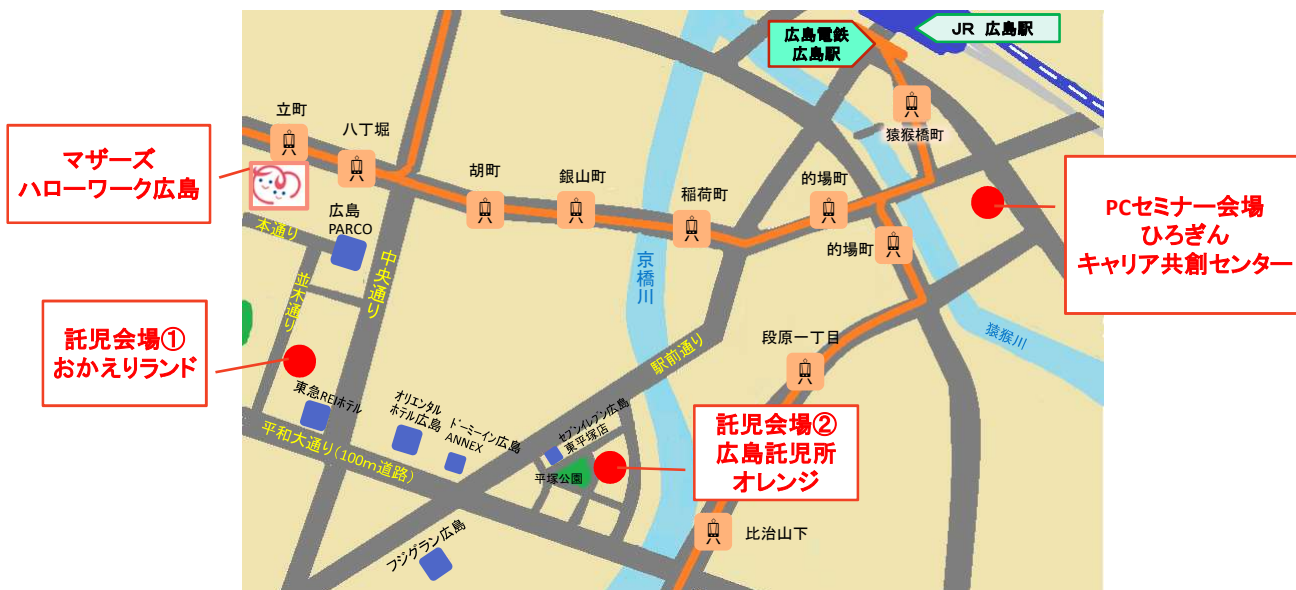 広島電鉄
広島駅
JR 広島駅
立町
八丁堀
猿猴橋町
マザーズ
ハローワーク広島
胡町
銀山町
稲荷町
的場町
PCセミナー会場
ひろぎん
キャリア共創センター
広島
PARCO
本通り
的場町
中央通り
京橋川
並木通り
託児会場①
おかえりランド
猿猴川
駅前通り
段原一丁目
東急REIホテル
オリエンタル
ホテル広島
ドーミーイン広島
ANNEX
セブンイレブン広島
東平塚店
託児会場②
広島託児所
オレンジ
平和大通り(100m道路)
平塚公園
比治山下
フジグラン広島